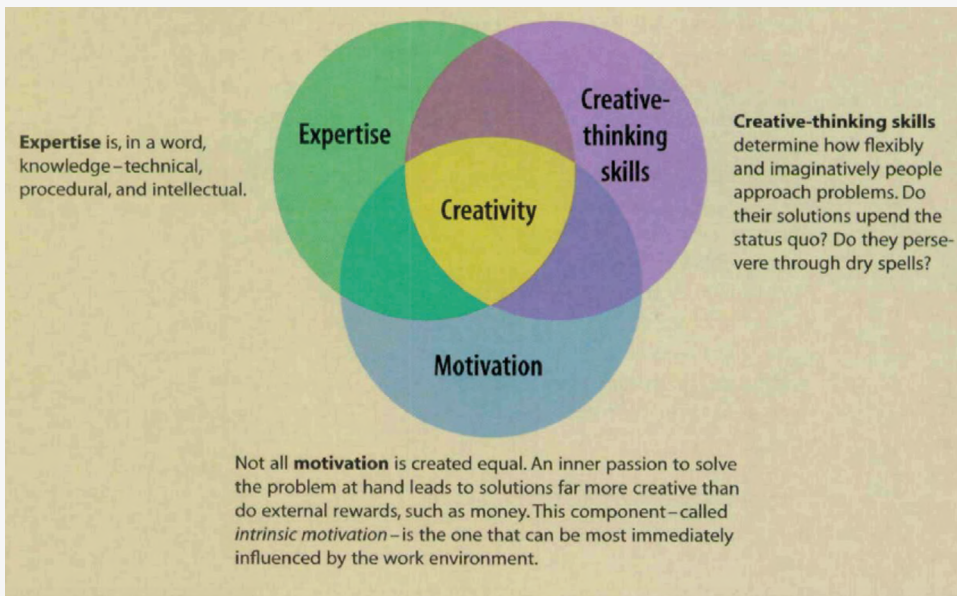 Expertise
Creative-
thinking
skills
Creativity
Motivation
Expertise is, in a word,
knowledge–technical,
procedural, and intellectual.
Creative-thinking skills
determine how flexibly
and imaginatively people
approach problems. Do
their solutions upend the
status quo? Do they perse-
vere through dry spells?
Not all motivation is created equal. An inner passion to solve
the problem at hand leads to solutions far more creative than
do external rewards, such as money. This component–called
intrinsic motivation–is the one that can be most immediately
influenced by the work environment.